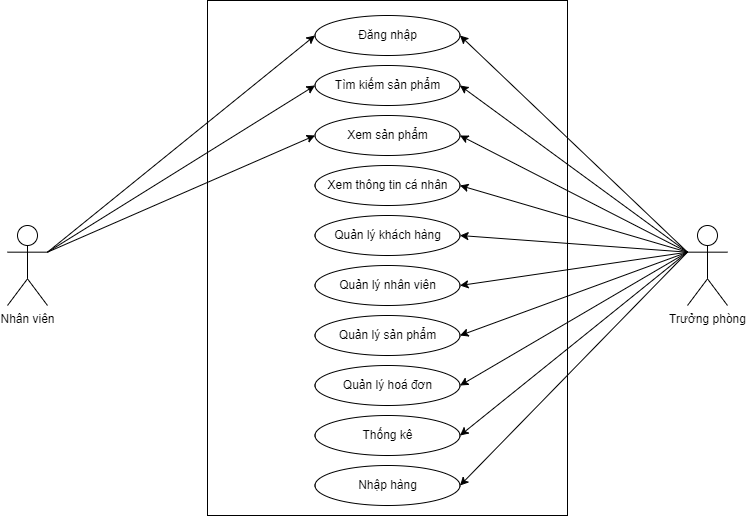 Đăng nhập
Tìm kiếm sản phẩm
Xem sản phẩm
Xem thông tin cá nhân
Quản lý khách hàng
Quản lý nhân viên
Quản lý sản phẩm
Quản lý hoá đơn
Thống kê
Nhập hàng
Nhân viên
Trưởng phòng